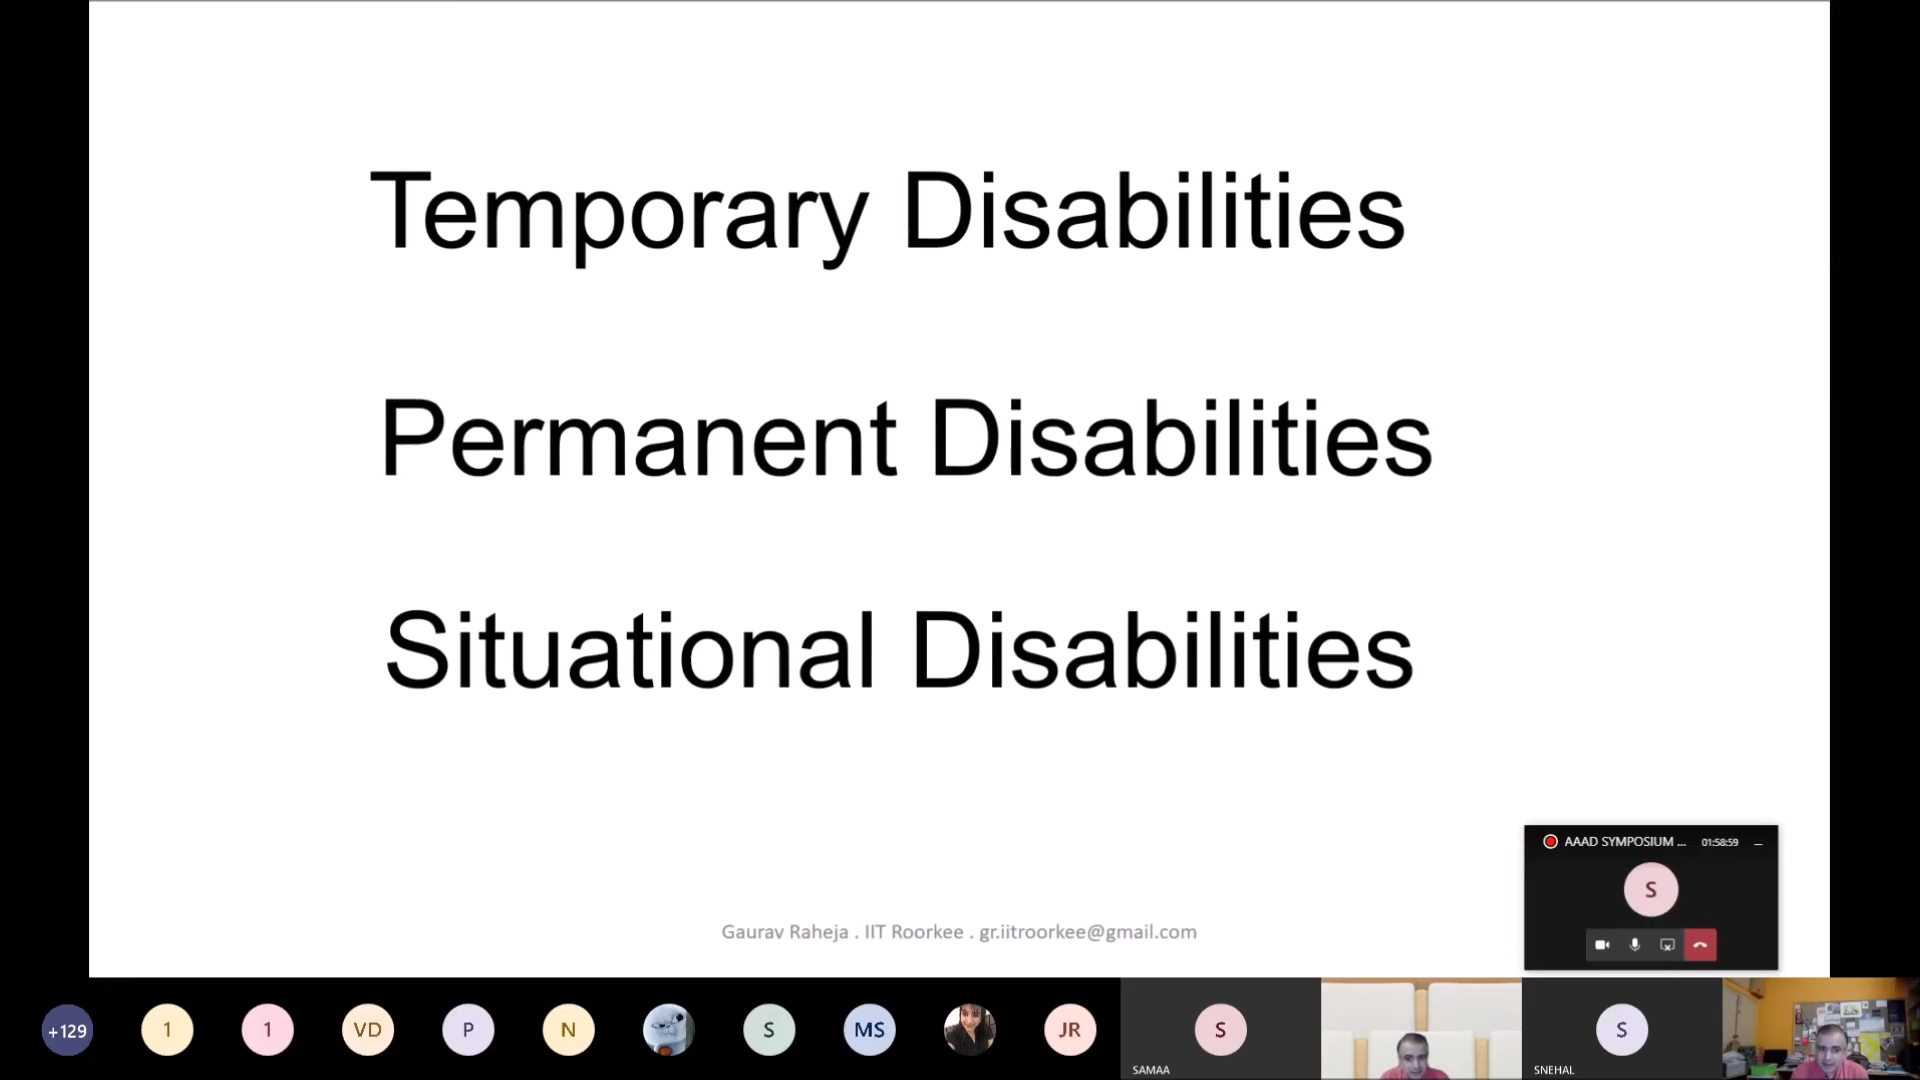 Temporary Disabilities
Permanent Disabilities
Situational Disabilities
AAAD SYMPOSIUM ... 01:58:59
S
Gaurav Raheja . IIT Roorkee . gr.iitroorkee@gmail.com
+129 1 1 VD P N S MS JR S S
SAMAA SNEHAL